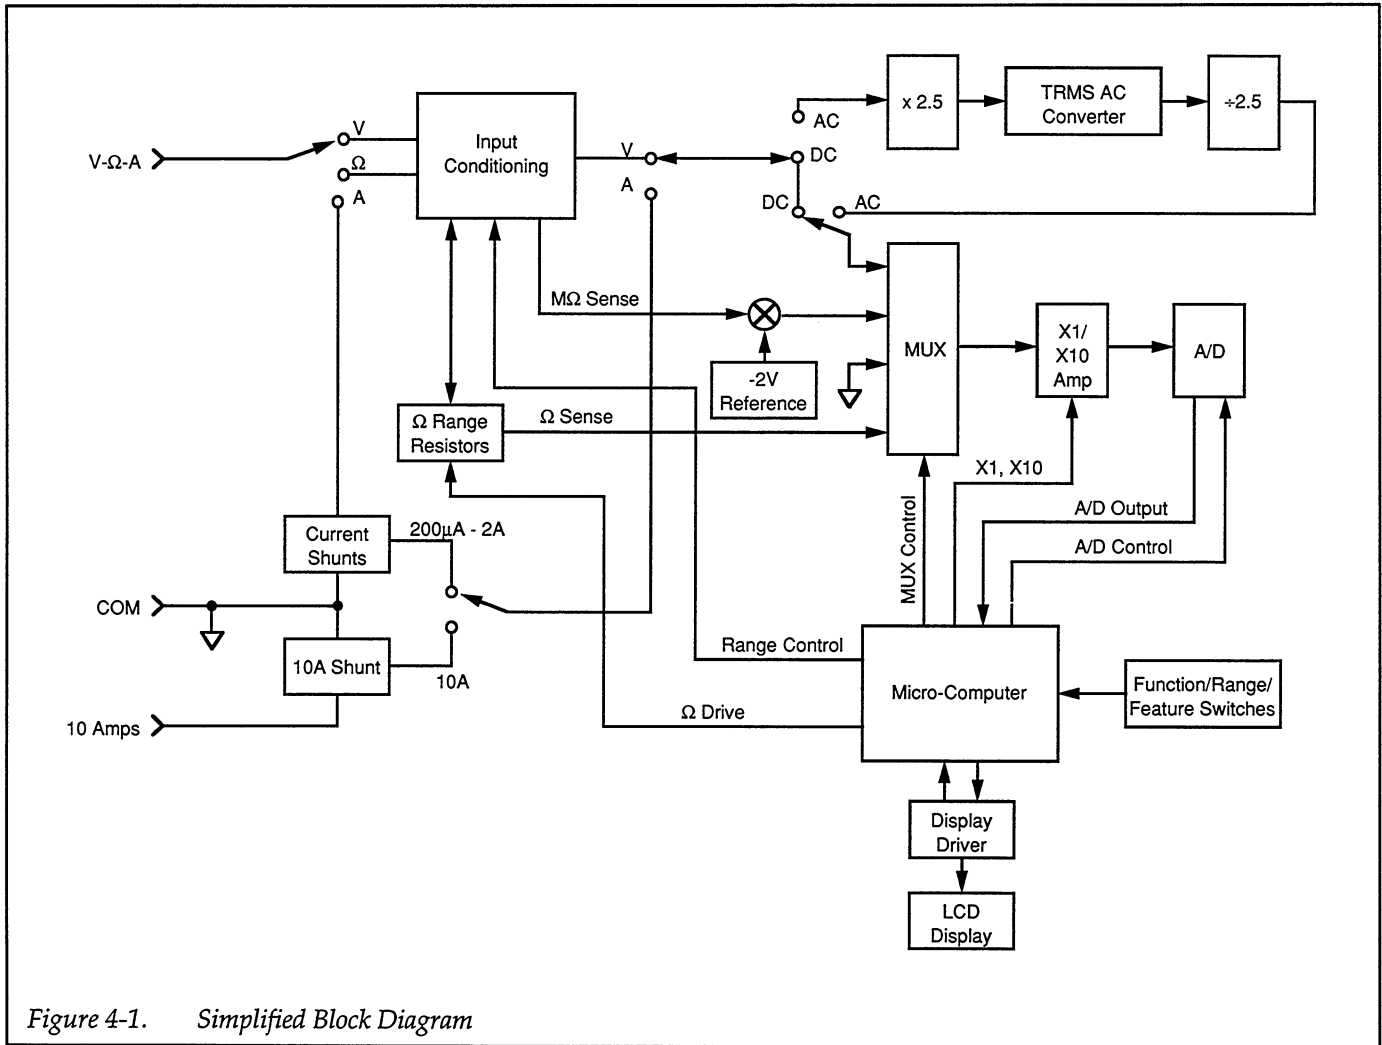 x 2.5
TRMS AC
Converter
÷2.5
AC
V
V-Ω-A
Ω
A
Input
Conditioning
V
A
DC
DC
AC
MΩ Sense
-2V
Reference
MUX
X1/
X10
Amp
A/D
Ω Range
Resistors
Ω Sense
X1, X10
MUX Control
A/D Output
A/D Control
Current
Shunts
200µA - 2A
COM
10A Shunt
10A
10 Amps
Range Control
Ω Drive
Micro-Computer
Function/Range/
Feature Switches
Display
Driver
LCD
Display
Figure 4-1. Simplified Block Diagram